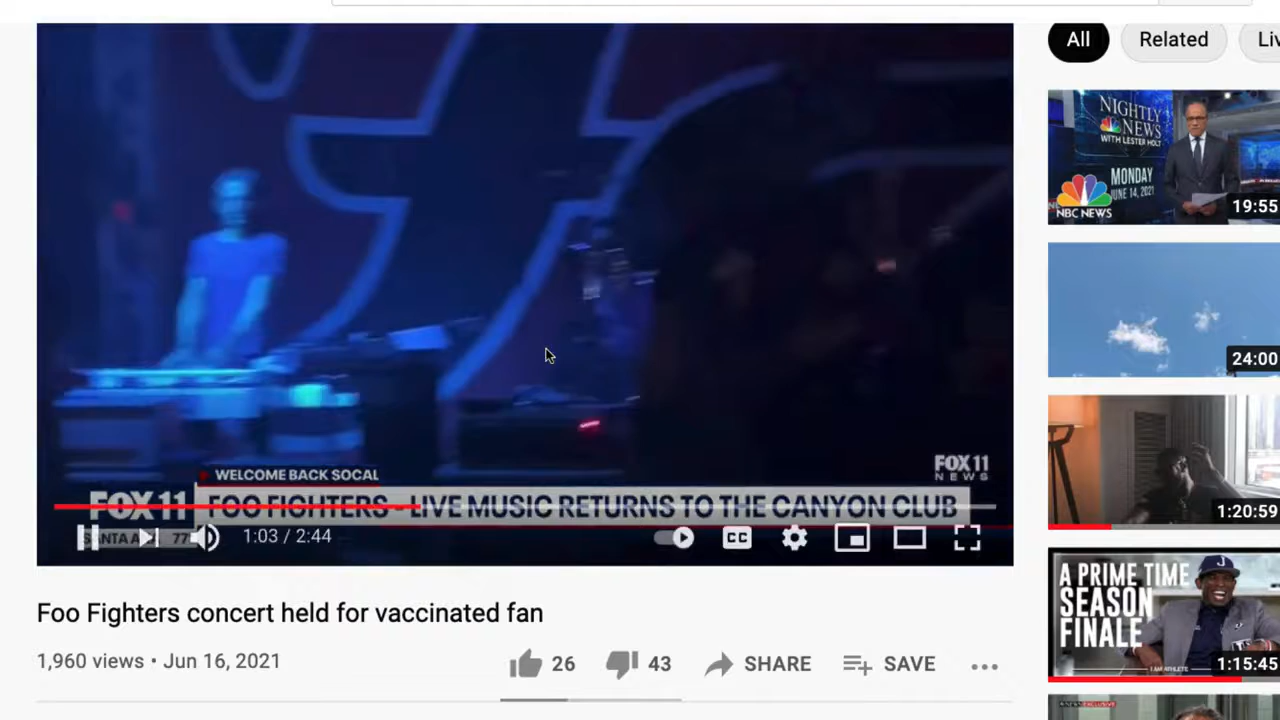 All
Related
NIGHTLY
NEWS
WITH LESTER HOLT
MONDAY
JUNE 14, 2021
NBC NEWS
19:55
24:00
1:20:59
WELCOME BACK SOCAL
FOX 11
NEWS
FOX 11
FOO FIGHTERS - LIVE MUSIC RETURNS TO THE CANYON CLUB
77
1:03 / 2:44
CC
A PRIME TIME
SEASON
FINALE
I AM ATHLETE
1:15:45
Foo Fighters concert held for vaccinated fan
1,960 views • Jun 16, 2021
26
43
SHARE
SAVE